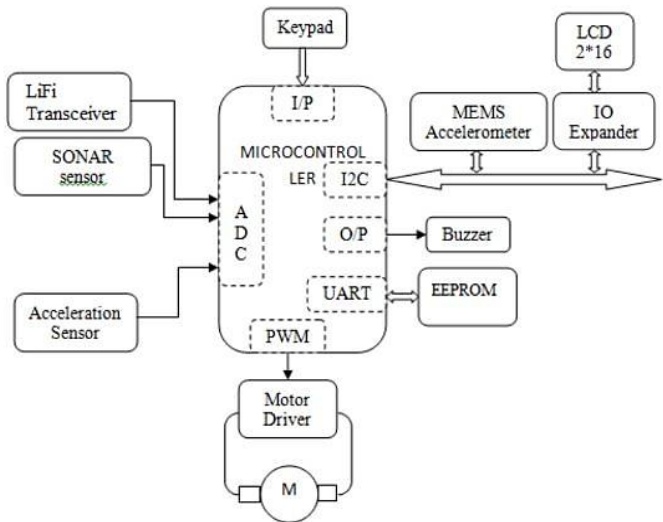 Keypad
LCD
2*16
LiFi
Transceiver
I/P
MEMS
Accelerometer
IO
Expander
SONAR
sensor
MICROCONTROL
LER
I2C
A
D
C
O/P
Buzzer
UART
EEPROM
Acceleration
Sensor
PWM
Motor
Driver
M